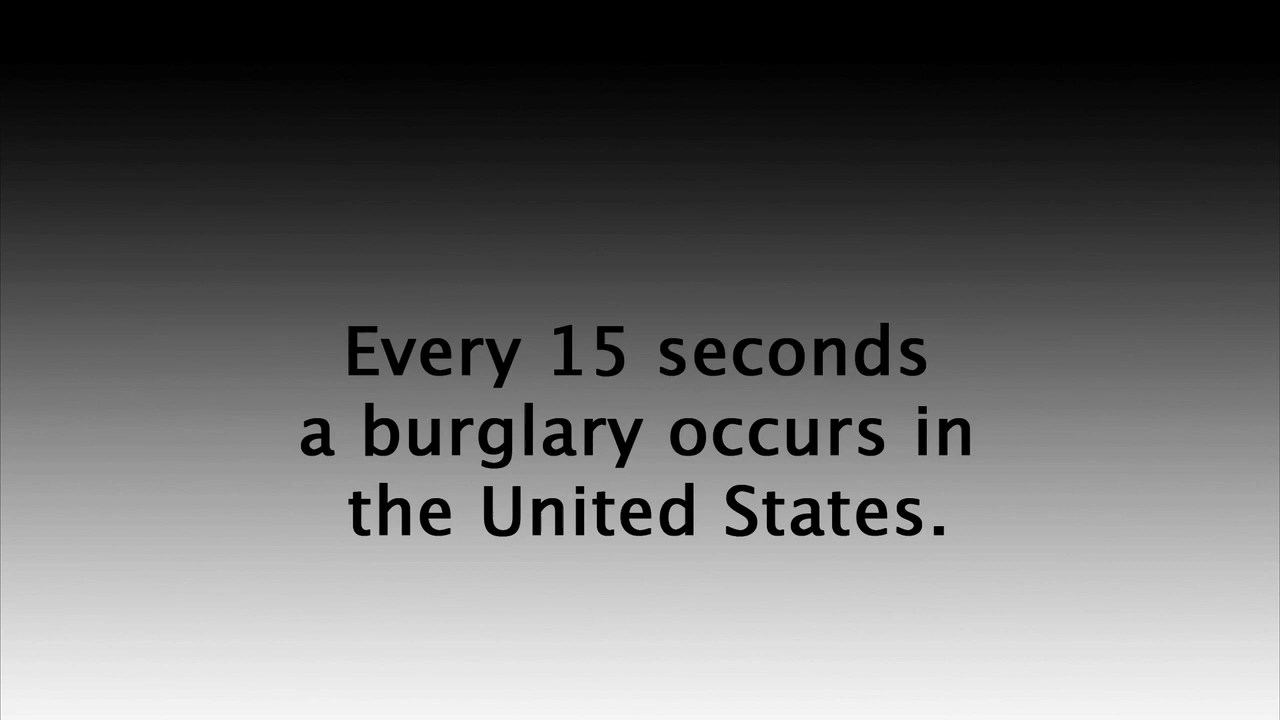 Every 15 seconds
a burglary occurs in
the United States.